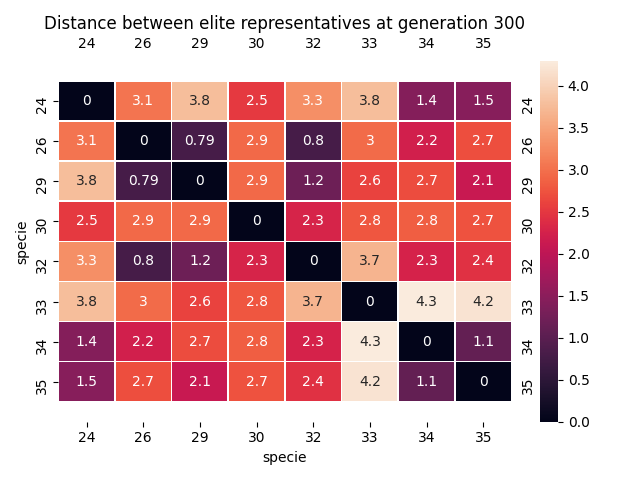 Distance between elite representatives at generation 300
24 26 29 30 32 33 34 35
24 0 3.1 3.8 2.5 3.3 3.8 1.4 1.5 24
26 3.1 0 0.79 2.9 0.8 3 2.2 2.7 26
29 3.8 0.79 0 2.9 1.2 2.6 2.7 2.1 29
30 2.5 2.9 2.9 0 2.3 2.8 2.8 2.7 30
32 3.3 0.8 1.2 2.3 0 3.7 2.3 2.4 32
33 3.8 3 2.6 2.8 3.7 0 4.3 4.2 33
34 1.4 2.2 2.7 2.8 2.3 4.3 0 1.1 34
35 1.5 2.7 2.1 2.7 2.4 4.2 1.1 0 35
24 26 29 30 32 33 34 35
specie
specie
4.0
3.5
3.0
2.5
2.0
1.5
1.0
0.5
0.0